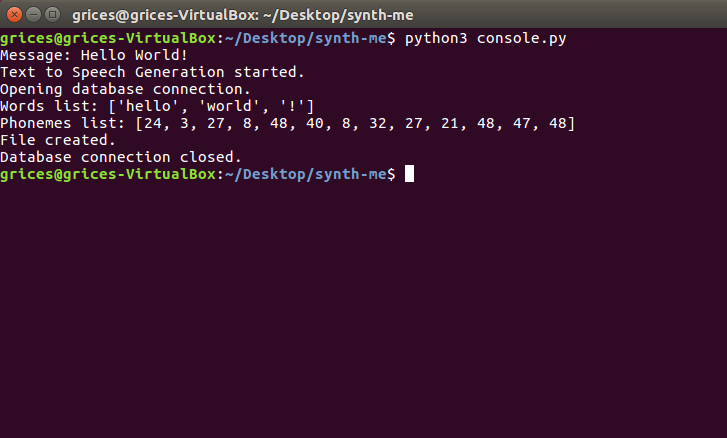 grices@grices-VirtualBox: ~/Desktop/synth-me
grices@grices-VirtualBox:~/Desktop/synth-me$ python3 console.py
Message: Hello World!
Text to Speech Generation started.
Opening database connection.
Words list: ['hello', 'world', '!']
Phonemes list: [24, 3, 27, 8, 48, 40, 8, 32, 27, 21, 48, 47, 48]
File created.
Database connection closed.
grices@grices-VirtualBox:~/Desktop/synth-me$